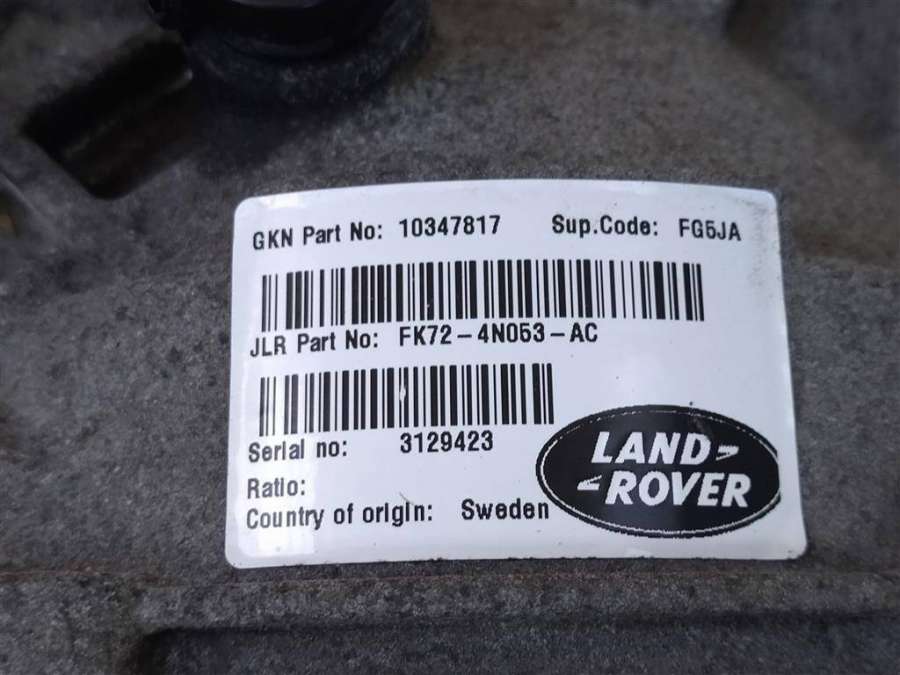 GKN Part No: 10347817 Sup.Code: FG5JA
JLR Part No: FK72-4N053-AC
Serial no: 3129423
Ratio:
Country of origin: Sweden
LAND
ROVER